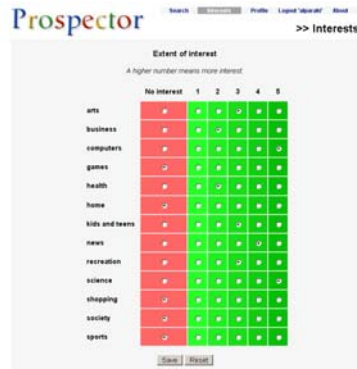 Prospector
Search Interests Profile Logout 'alparaki' About
>> Interests
Extent of interest
A higher number means more interest.
No interest 1 2 3 4 5
arts
business
computers
games
health
home
kids and teens
news
recreation
science
shopping
society
sports
Save Reset